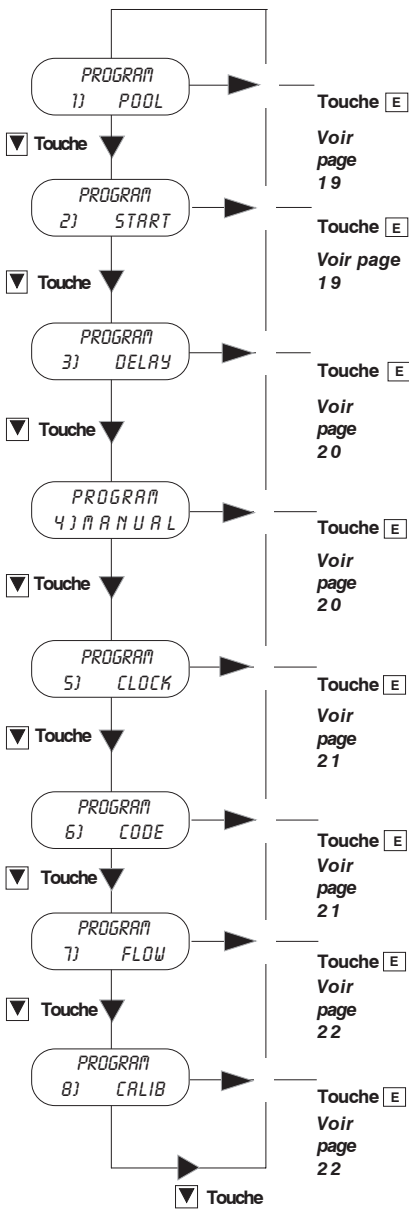 PROGRAM
1) POOL
Touche E
Voir
page
19
▼ Touche
PROGRAM
2) START
Touche E
Voir page
19
▼ Touche
PROGRAM
3) DELAY
Touche E
Voir
page
20
▼ Touche
PROGRAM
4) MANUAL
Touche E
Voir
page
20
▼ Touche
PROGRAM
5) CLOCK
Touche E
Voir
page
21
▼ Touche
PROGRAM
6) CODE
Touche E
Voir
page
21
▼ Touche
PROGRAM
7) FLOW
Touche E
Voir
page
22
▼ Touche
PROGRAM
8) CALIB
Touche E
Voir
page
22
▼ Touche